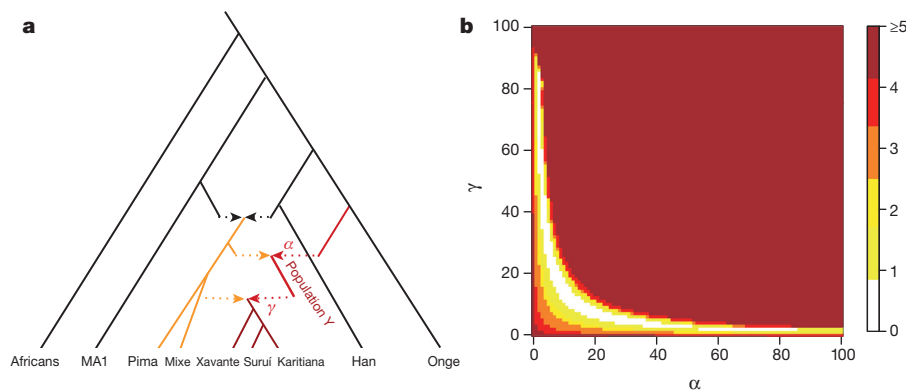 a
α
Population Y
γ
Africans MA1 Pima Mixe Xavante Suruí Karitiana Han Onge
b
100
80
60
40
20
0
γ
0 20 40 60 80 100
α
≥5
4
3
2
1
0